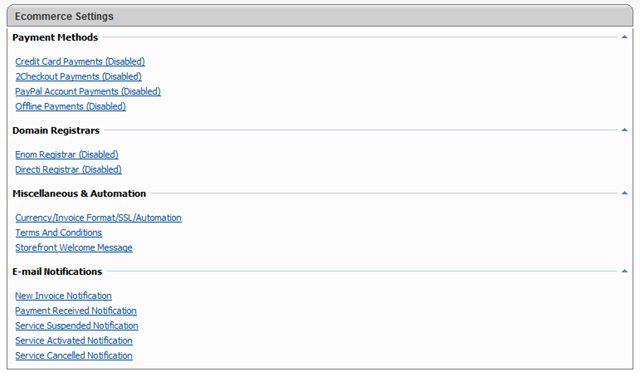 Ecommerce Settings
Payment Methods
Credit Card Payments (Disabled)
2Checkout Payments (Disabled)
PayPal Account Payments (Disabled)
Offline Payments (Disabled)
Domain Registrars
Enom Registrar (Disabled)
Directi Registrar (Disabled)
Miscellaneous & Automation
Currency/Invoice Format/SSL/Automation
Terms And Conditions
Storefront Welcome Message
E-mail Notifications
New Invoice Notification
Payment Received Notification
Service Suspended Notification
Service Activated Notification
Service Cancelled Notification